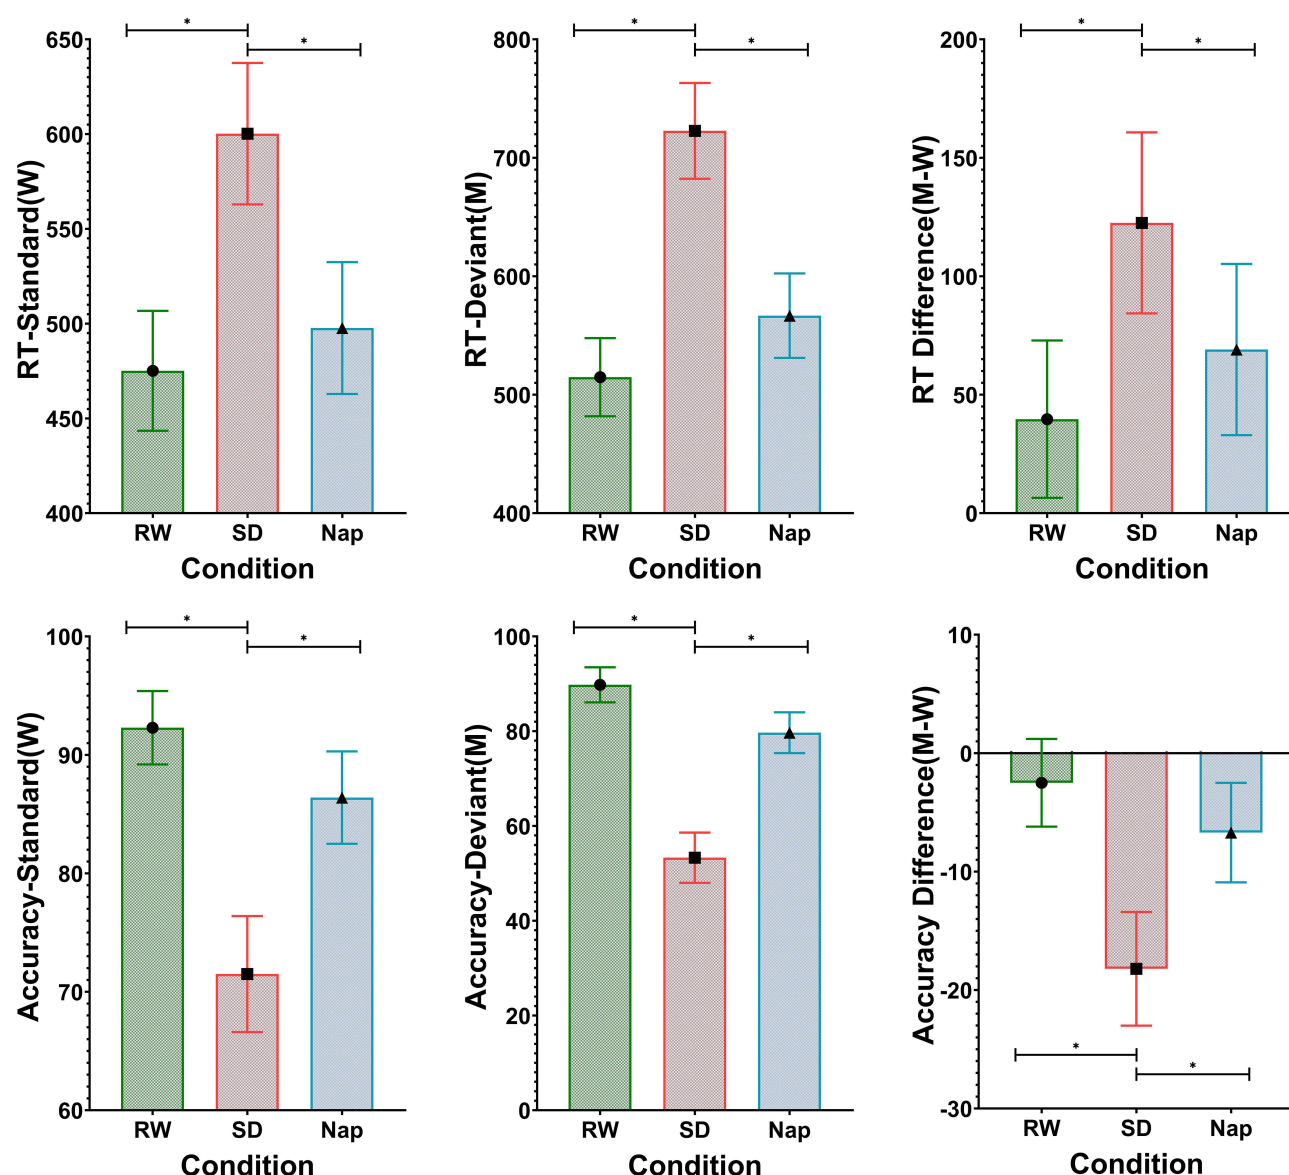 RT-Standard(W)
650
600
550
500
450
400
*
*
RW SD Nap
Condition
RT-Deviant(M)
800
700
600
500
400
*
*
RW SD Nap
Condition
RT Difference(M-W)
200
150
100
50
0
*
*
RW SD Nap
Condition
Accuracy-Standard(W)
100
90
80
70
60
*
*
RW SD Nap
Condition
Accuracy-Deviant(M)
100
80
60
40
20
0
*
*
RW SD Nap
Condition
Accuracy Difference(M-W)
10
0
-10
-20
-30
*
*
RW SD Nap
Condition